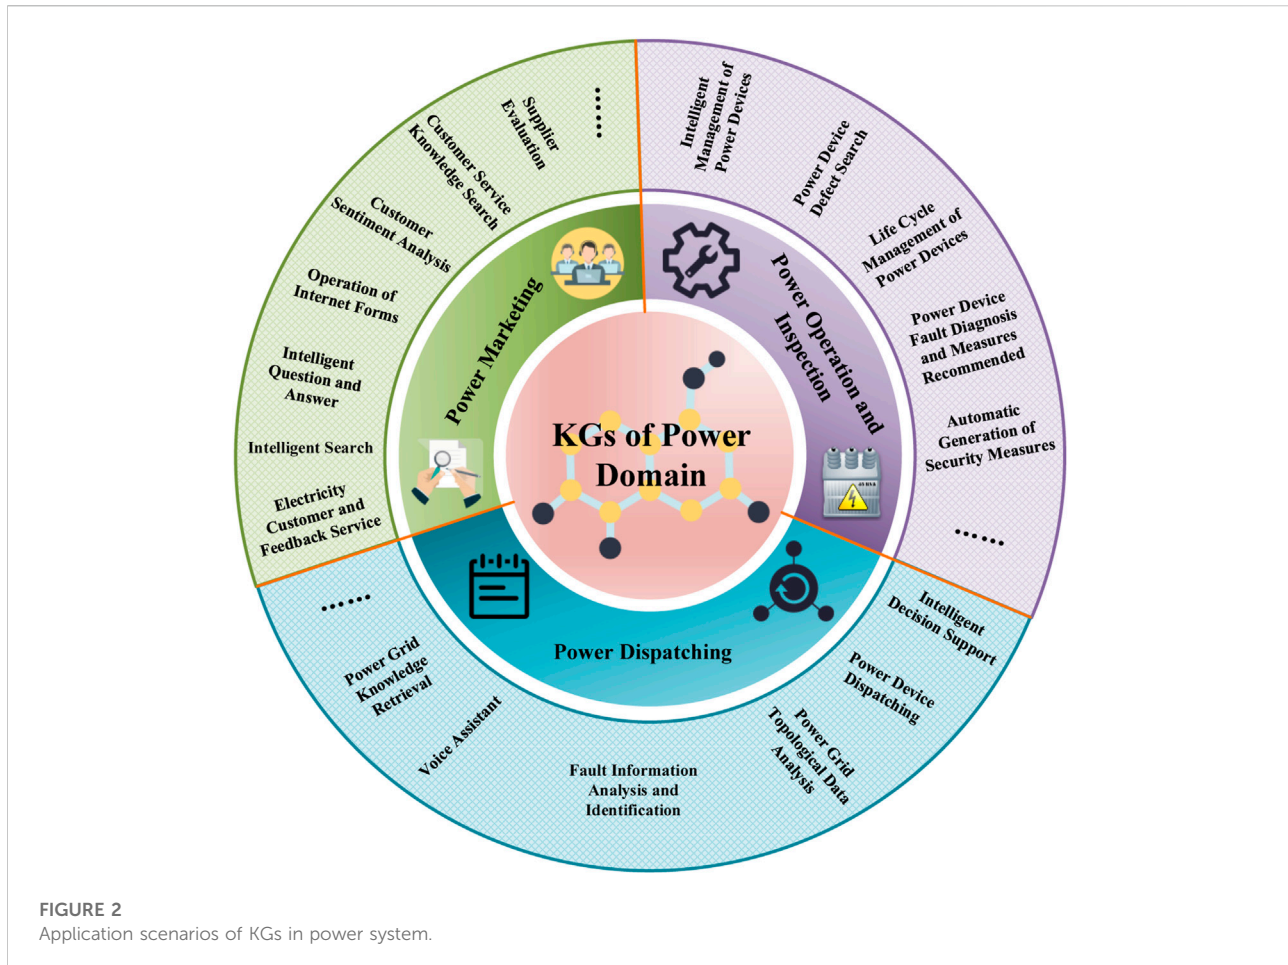 Supplier
Evaluation
......
Customer Service
Knowledge Search
Customer
Sentiment Analysis
Operation of
Internet Forms
Intelligent
Question and
Answer
Intelligent Search
Electricity
Customer and
Feedback Service
Power Marketing
Intelligent
Management of
Power Devices
Power Device
Defect Search
Life Cycle
Management of
Power Devices
Power Device
Fault Diagnosis
and Measures
Recommended
Automatic
Generation of
Security Measures
......
Power Operation and
Inspection
KGs of Power
Domain
Power Dispatching
Intelligent
Decision Support
Power Device
Dispatching
Power Grid
Topological Data
Analysis
Fault Information
Analysis and
Identification
Voice Assistant
Power Grid
Knowledge
Retrieval
......
FIGURE 2
Application scenarios of KGs in power system.